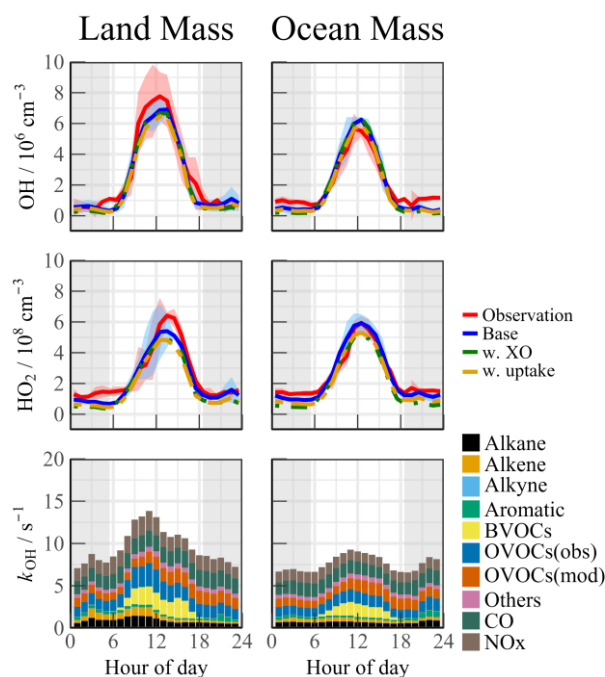 Land Mass Ocean Mass
OH / 10⁶ cm⁻³
10
8
6
4
2
0
HO₂ / 10⁸ cm⁻³
10
8
6
4
2
0
Observation
Base
w. XO
w. uptake
k_OH / s⁻¹
20
15
10
5
0
Alkane
Alkene
Alkyne
Aromatic
BVOCs
OVOCs(obs)
OVOCs(mod)
Others
CO
NOx
0 6 12 18 24 0 6 12 18 24
Hour of day Hour of day